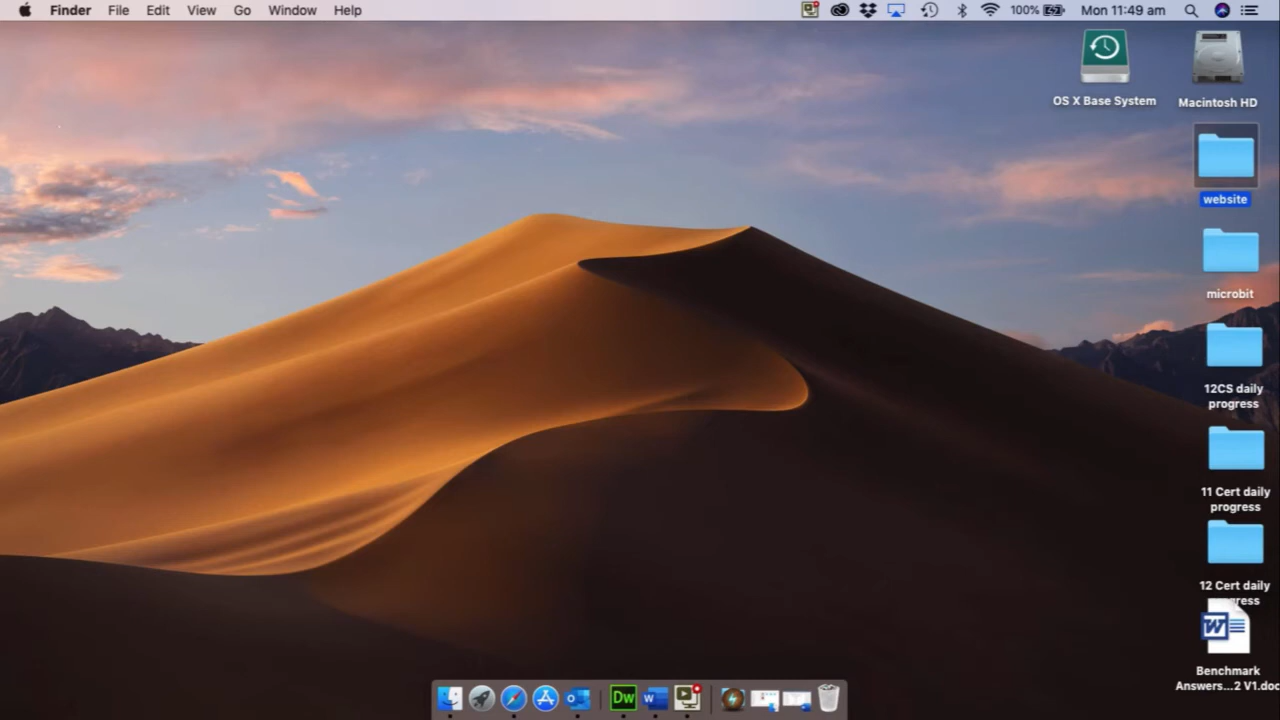 Finder File Edit View Go Window Help 100% Mon 11:49 am
OS X Base System
Macintosh HD
website
microbit
12CS daily
progress
11 Cert daily
progress
12 Cert daily
Benchmark
Answers...2 V1.doc
Dw
W
W